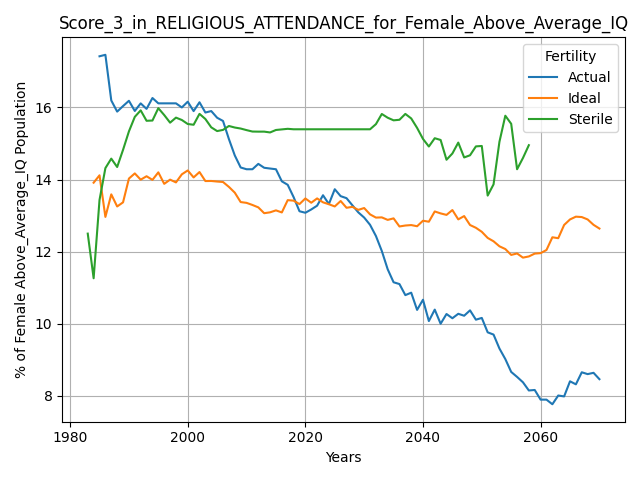 Score_3_in_RELIGIOUS_ATTENDANCE_for_Female_Above_Average_IQ
% of Female Above_Average_IQ Population
16
14
12
10
8
Fertility
Actual
Ideal
Sterile
1980
2000
2020
2040
2060
Years